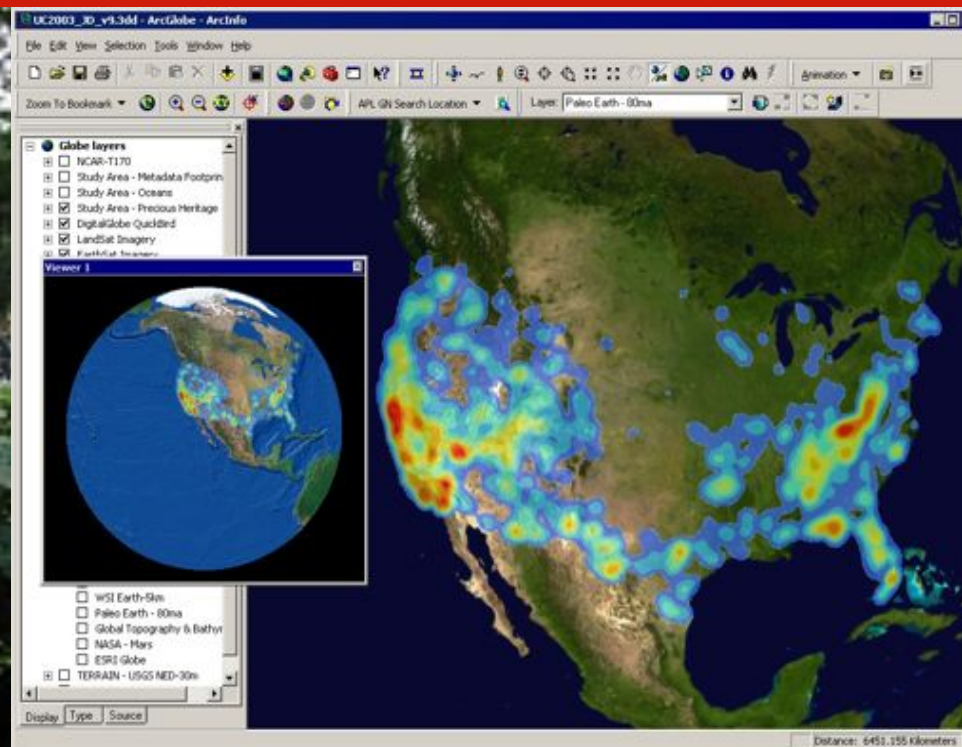 UC2003_3D_v9.3dd - ArcGlobe - ArcInfo
File Edit View Selection Tools Window Help
Animation
Zoom To Bookmark APL GN Search Location Layer: Paleo Earth - 80ma
Globe layers
NCAR-T170
Study Area - Metadata Footprin
Study Area - Oceans
Study Area - Precious Heritage
DigitalGlobe QuickBird
LandSat Imagery
EarthSat Imagery
Viewer 1
WSI Earth-5km
Paleo Earth - 80ma
Global Topography & Bathyr
NASA - Mars
ESRI Globe
TERRAIN - USGS NED-30m
Display Type Source
Distance: 6451.155 Kilometers